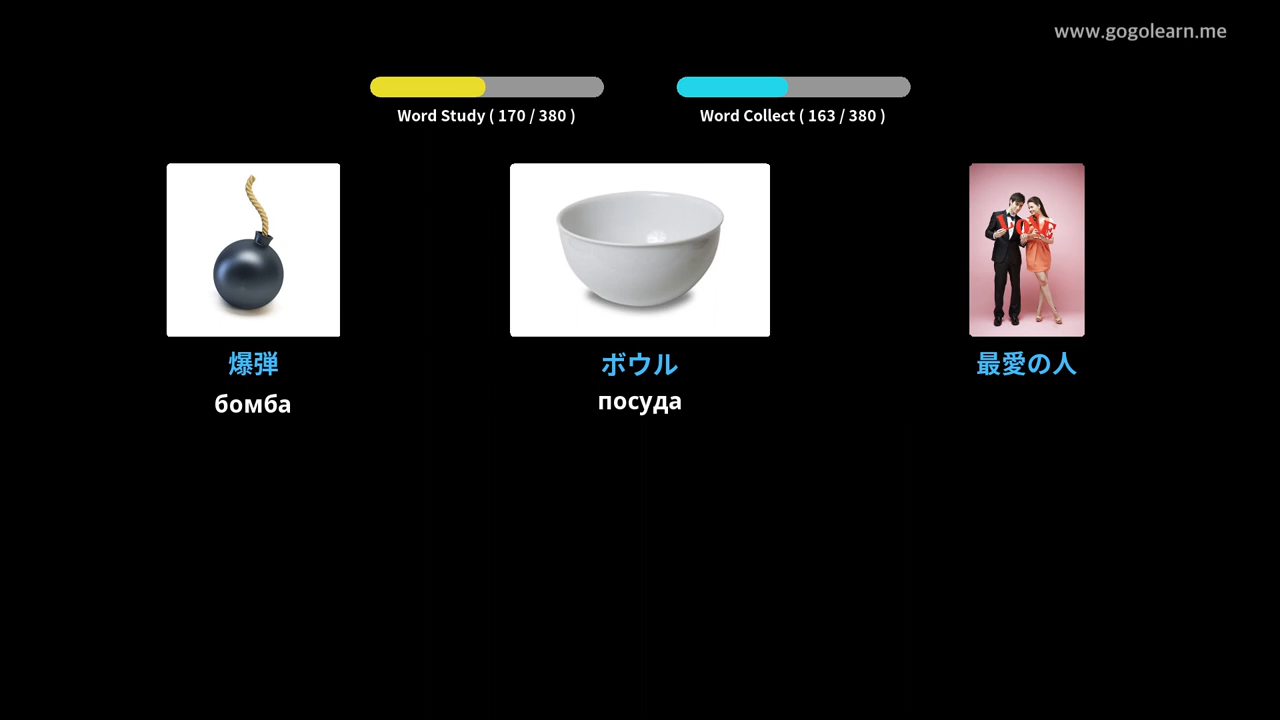 www.gogolearn.me
Word Study ( 170 / 380 )
Word Collect ( 163 / 380 )
LOVE
爆弾
ボウル
最愛の人
бомба
посуда